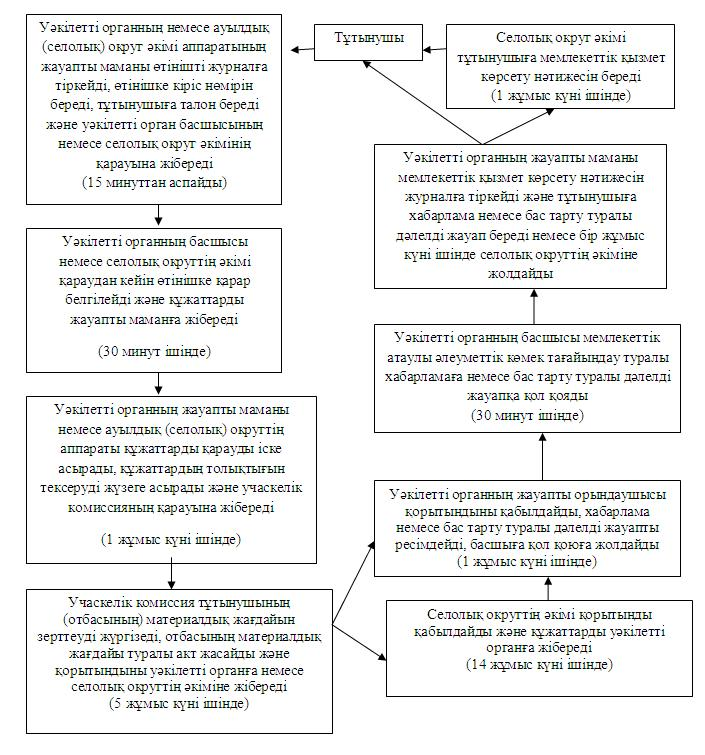 Тұтынушы
Уәкілетті органның немесе ауылдық
(селолық) округ әкімі аппаратының
жауапты маманы өтінішті журналға
тіркейді, өтінішке кіріс нөмірін
береді, тұтынушыға талон береді
және уәкілетті орган басшысының
немесе селолық округ әкімінің
қарауына жібереді
(15 минуттан аспайды)
Уәкілетті органның басшысы
немесе селолық округтің әкімі
қараудан кейін өтінішке қарар
белгілейді және құжаттарды
жауапты маманға жібереді
(30 минут ішінде)
Уәкілетті органның жауапты маманы
немесе ауылдық (селолық) округтің
аппараты құжаттарды қарауды іске
асырады, құжаттардың толықтығын
тексеруді жүзеге асырады және учаскелік
комиссияның қарауына жібереді
(1 жұмыс күні ішінде)
Учаскелік комиссия тұтынушының
(отбасының) материалдық жағдайын
зерттеуді жүргізеді, отбасының материалдық
жағдайы туралы акт жасайды және
қорытындыны уәкілетті органға немесе
селолық округтің әкіміне жібереді
(5 жұмыс күні ішінде)
Селолық округтің әкімі қорытынды
қабылдайды және құжаттарды уәкілетті
органға жібереді
(14 жұмыс күні ішінде)
Уәкілетті органның жауапты орындаушысы
қорытындыны қабылдайды, хабарлама
немесе бас тарту туралы дәлелді жауапты
ресімдейді, басшыға қол қоюға жолдайды
(1 жұмыс күні ішінде)
Уәкілетті органның басшысы мемлекеттік
атаулы әлеуметтік көмек тағайындау туралы
хабарламаға немесе бас тарту туралы дәлелді
жауапқа қол қояды
(30 минут ішінде)
Уәкілетті органның жауапты маманы
мемлекеттік қызмет көрсету нәтижесін
журналға тіркейді және тұтынушыға
хабарлама немесе бас тарту туралы
дәлелді жауап береді немесе бір жұмыс
күні ішінде селолық округтің әкіміне
жолдайды
Селолық округ әкімі
тұтынушыға мемлекеттік қызмет
көрсету нәтижесін береді
(1 жұмыс күні ішінде)